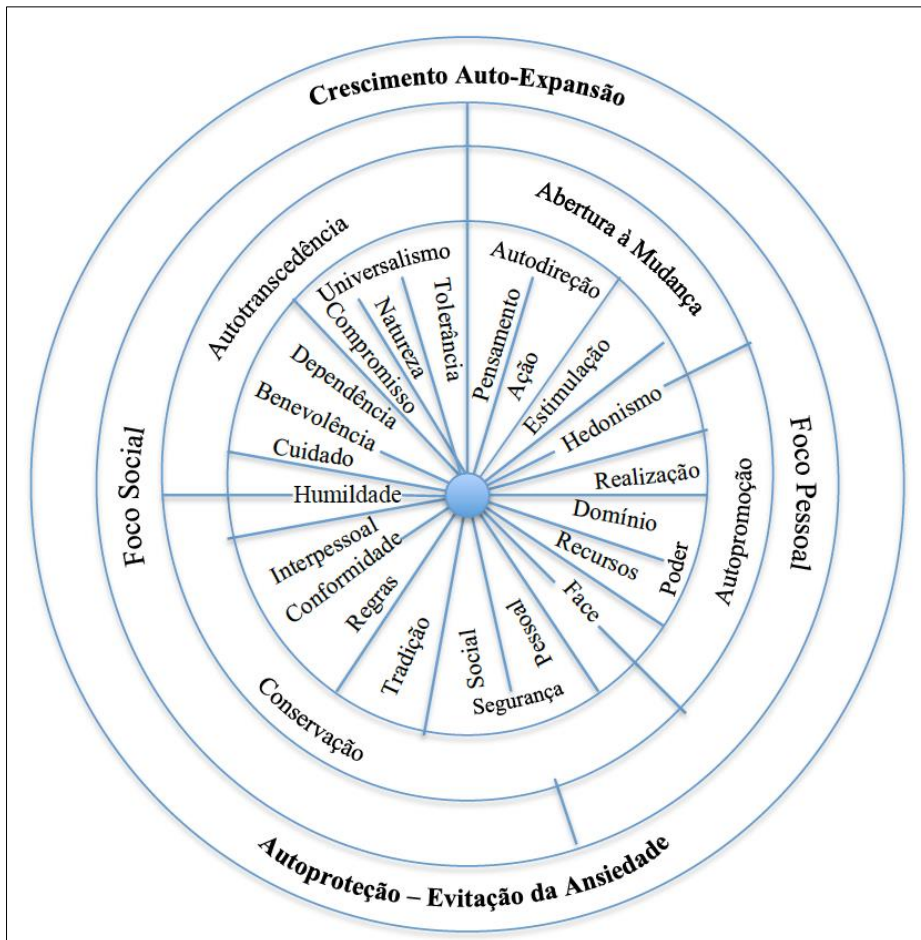 Crescimento Auto-Expansão
Foco Social
Foco Pessoal
Autoproteção – Evitação da Ansiedade
Autotranscedência
Abertura à Mudança
Autopromoção
Conservação
Universalismo
Tolerância
Natureza
Compromisso
Dependência
Benevolência
Cuidado
Humildade
Interpessoal
Conformidade
Regras
Tradição
Social
Pessoal
Segurança
Face
Recursos
Poder
Domínio
Realização
Hedonismo
Estimulação
Ação
Pensamento
Autodireção